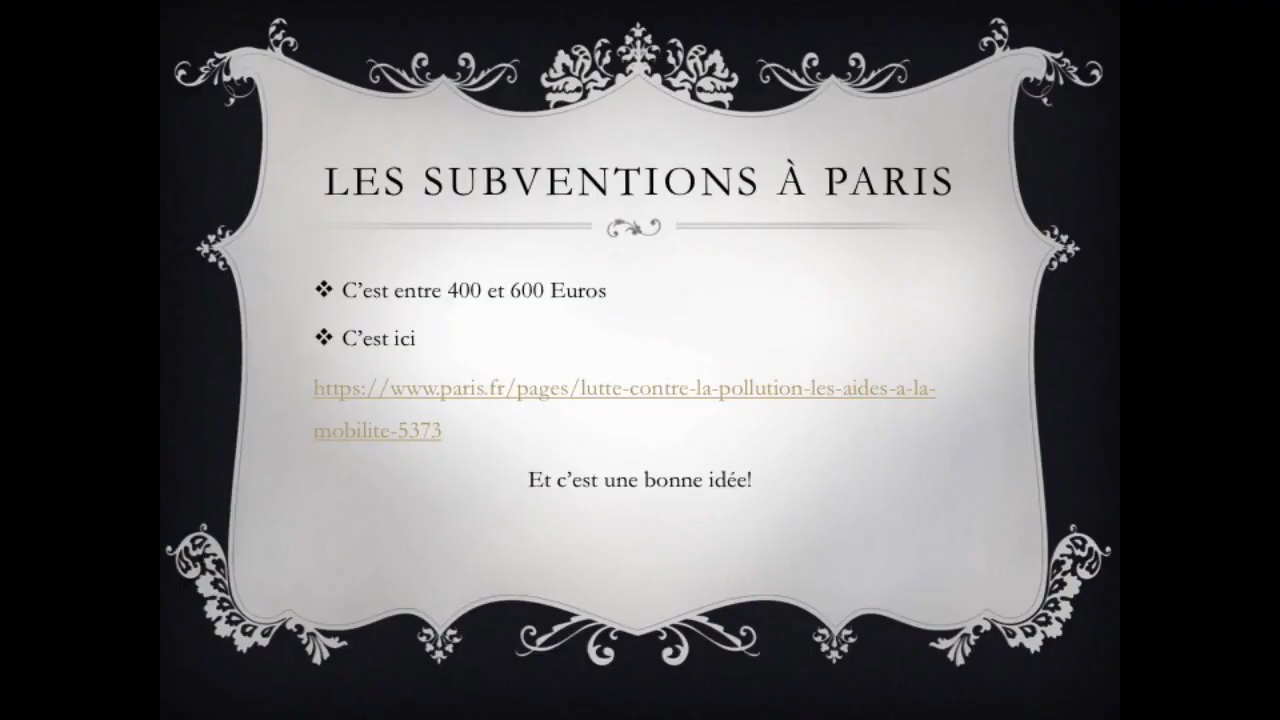 LES SUBVENTIONS À PARIS
❖ C’est entre 400 et 600 Euros
❖ C’est ici
https://www.paris.fr/pages/lutte-contre-la-pollution-les-aides-a-la-
mobilite-5373
Et c’est une bonne idée!